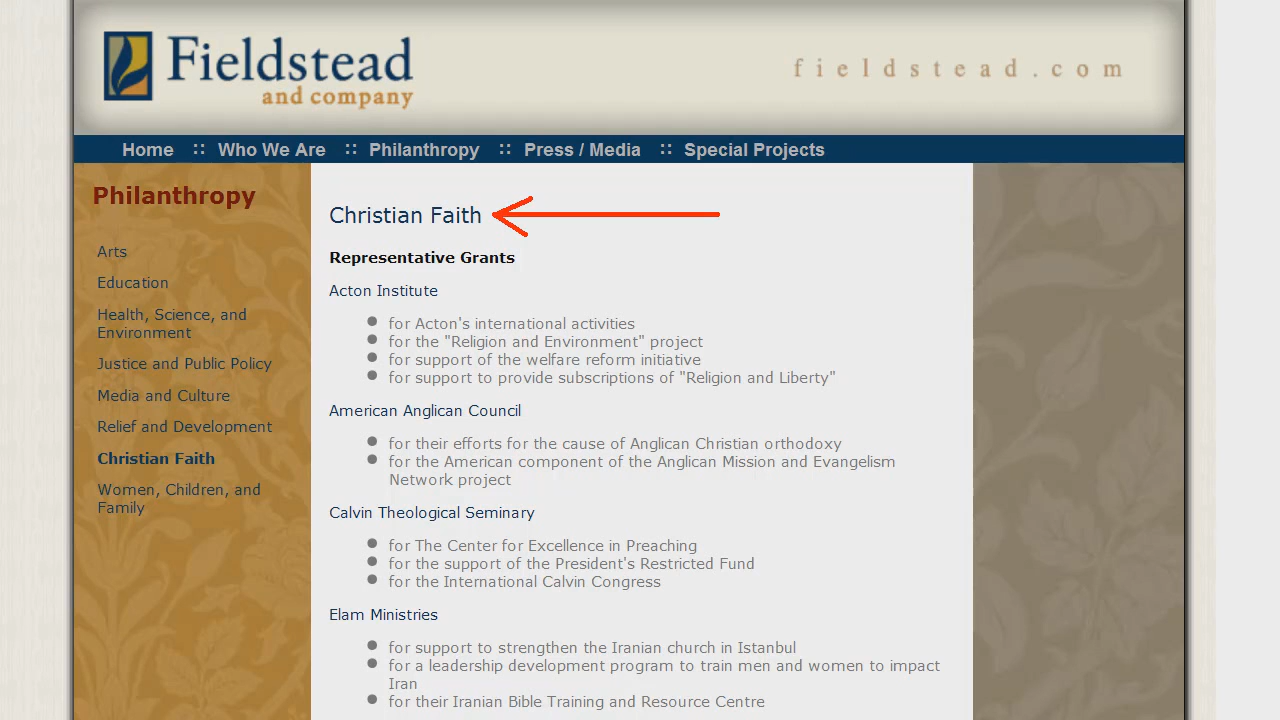 Fieldstead
and company
fieldstead.com
Home :: Who We Are :: Philanthropy :: Press / Media :: Special Projects
Philanthropy
Arts
Education
Health, Science, and
Environment
Justice and Public Policy
Media and Culture
Relief and Development
Christian Faith
Women, Children, and
Family
Christian Faith
Representative Grants
Acton Institute
for Acton's international activities
for the "Religion and Environment" project
for support of the welfare reform initiative
for support to provide subscriptions of "Religion and Liberty"
American Anglican Council
for their efforts for the cause of Anglican Christian orthodoxy
for the American component of the Anglican Mission and Evangelism
Network project
Calvin Theological Seminary
for The Center for Excellence in Preaching
for the support of the President's Restricted Fund
for the International Calvin Congress
Elam Ministries
for support to strengthen the Iranian church in Istanbul
for a leadership development program to train men and women to impact
Iran
for their Iranian Bible Training and Resource Centre